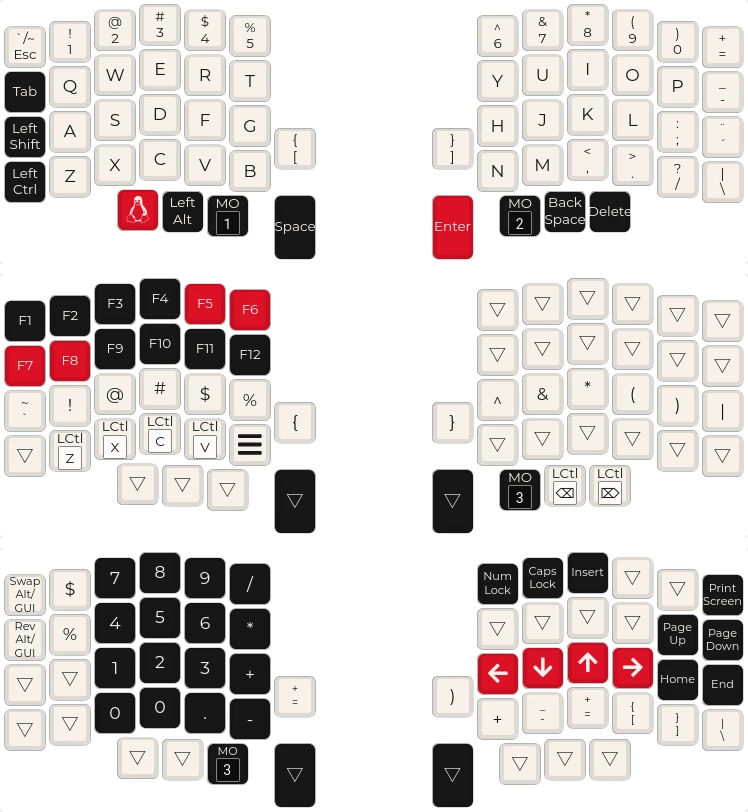 `/~ ! @ # $ % ^ & * ( ) +
Esc 1 2 3 4 5 6 7 8 9 0 =
Tab Q W E R T Y U I O P _
-
Left A S D F G { } H J K L : ¨
Shift [ ] ; ´
Left Z X C V B N M < > ? |
Ctrl , . / \
Left MO MO Back Delete
Alt 1 Space Enter 2 Space
F1 F2 F3 F4 F5 F6 ▽ ▽ ▽ ▽ ▽ ▽
F7 F8 F9 F10 F11 F12 ▽ ▽ ▽ ▽ ▽ ▽
~ ! @ # $ % { } ^ & * ( ) |
`
▽ LCtl LCtl LCtl LCtl ▽ ▽ ▽ ▽ ▽ ▽
Z X C V
▽ ▽ ▽ ▽ ▽ MO LCtl LCtl
3
Swap $ 7 8 9 / Num Caps Insert ▽ ▽ Print
Alt/ Lock Lock Screen
GUI
Rev % 4 5 6 * ▽ ▽ ▽ ▽ Page Page
Alt/ Up Down
GUI
▽ ▽ 1 2 3 + + ) ← ↓ ↑ → Home End
=
▽ ▽ 0 0 . - + _ + { } |
- = [ ] \
▽ ▽ MO ▽ ▽ ▽ ▽ ▽
3